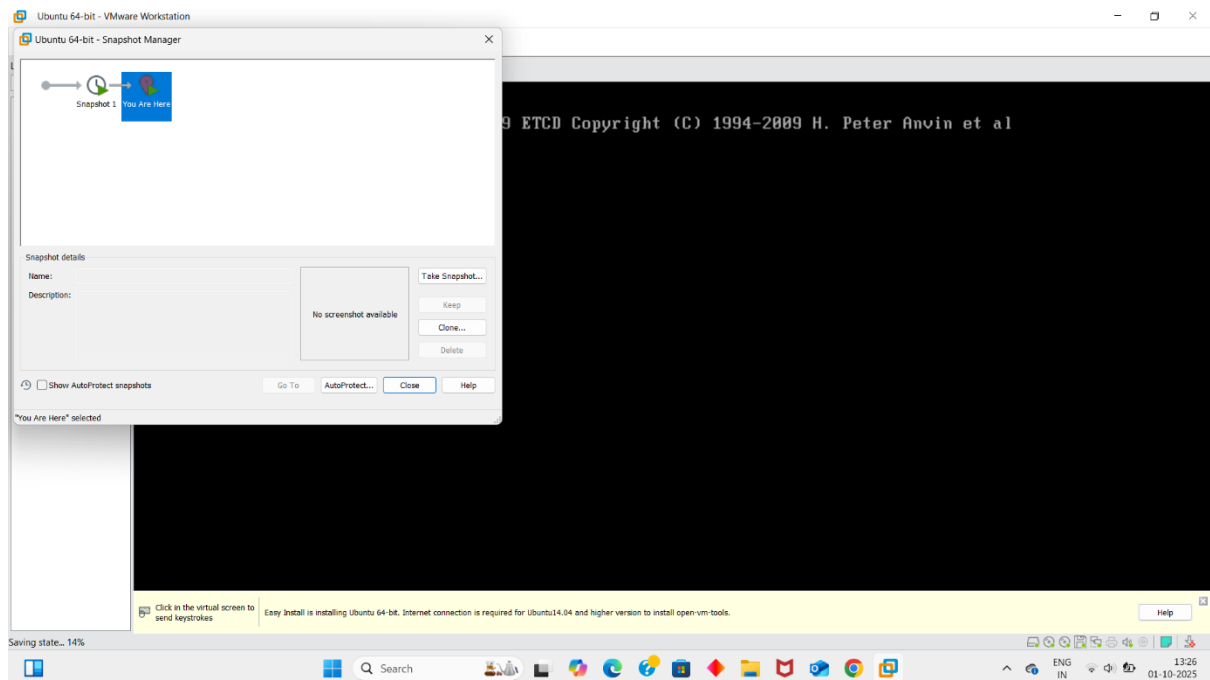 Ubuntu 64-bit - VMware Workstation
Ubuntu 64-bit - Snapshot Manager
Snapshot 1
You Are Here
9 ETCD Copyright (C) 1994-2009 H. Peter Anvin et al
Snapshot details
Name:
Take Snapshot...
Description:
No screenshot available
Keep
Clone...
Delete
Show AutoProtect snapshots
Go To
AutoProtect...
Close
Help
"You Are Here" selected
Click in the virtual screen to
send keystrokes
Easy Install is installing Ubuntu 64-bit. Internet connection is required for Ubuntu14.04 and higher version to install open-vm-tools.
Help
Saving state... 14%
Search
ENG
IN
13:26
01-10-2025